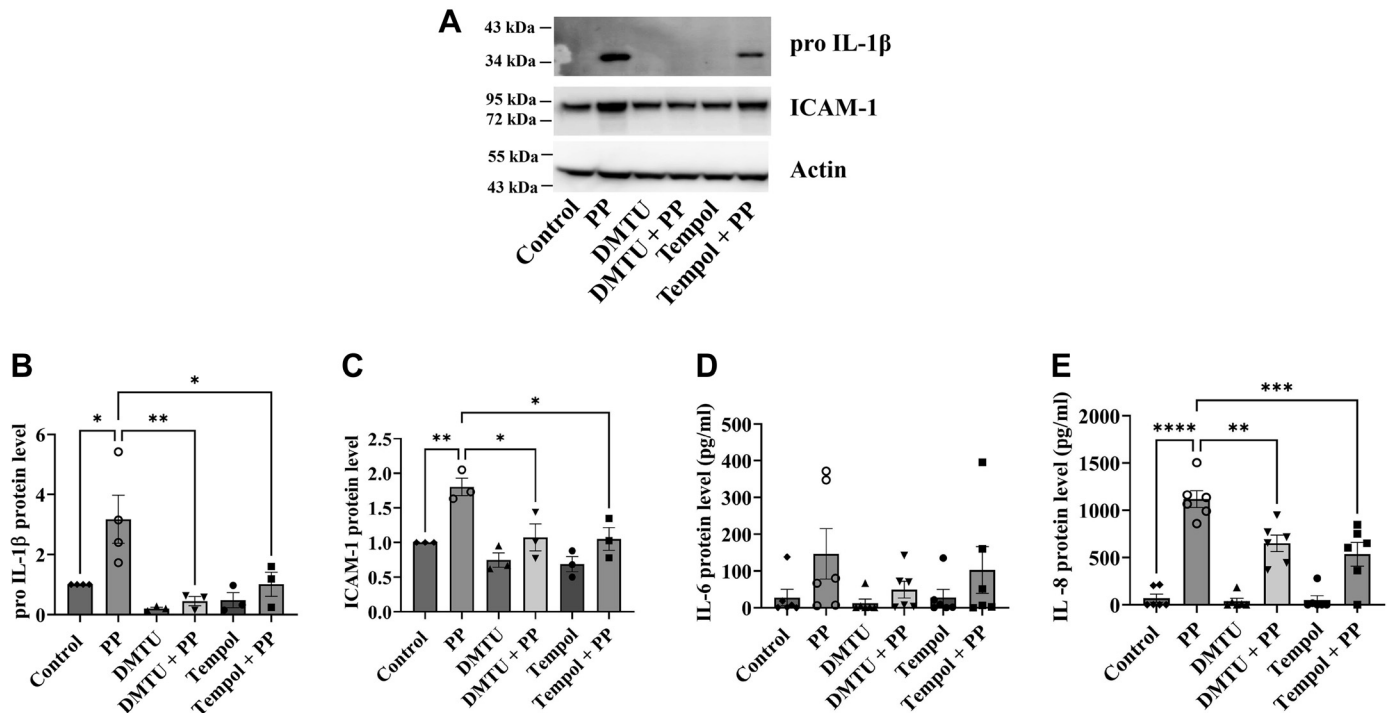 A
43 kDa
34 kDa
pro IL-1β
95 kDa
72 kDa
ICAM-1
55 kDa
43 kDa
Actin
Control
PP
DMTU
DMTU + PP
Tempol
Tempol + PP
B
pro IL-1β protein level
6
4
2
0
*
**
*
Control
PP
DMTU
DMTU + PP
Tempol
Tempol + PP
C
ICAM-1 protein level
2.5
2.0
1.5
1.0
0.5
0.0
**
*
*
Control
PP
DMTU
DMTU + PP
Tempol
Tempol + PP
D
IL-6 protein level (pg/ml)
500
400
300
200
100
0
Control
PP
DMTU
DMTU + PP
Tempol
Tempol + PP
E
IL -8 protein level (pg/ml)
2000
1500
1000
500
0
****
**
***
Control
PP
DMTU
DMTU + PP
Tempol
Tempol + PP